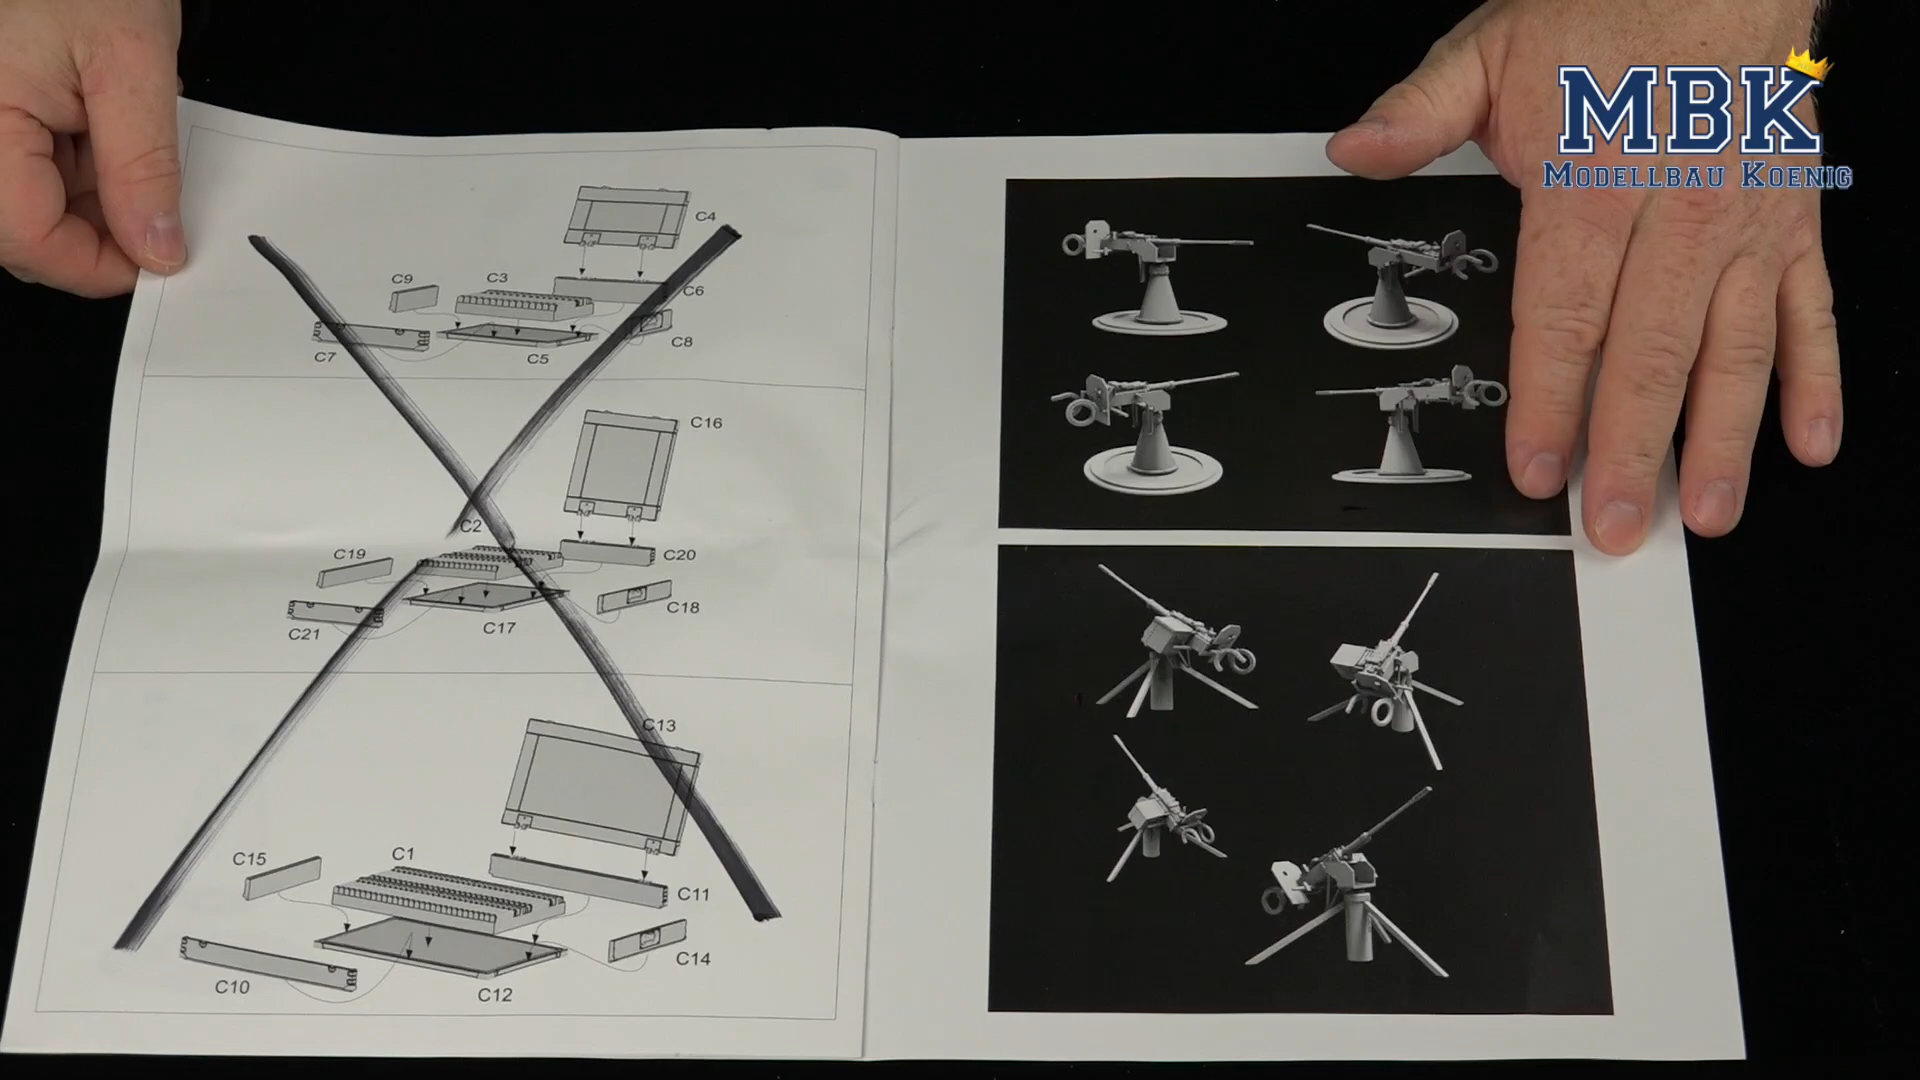 MBK
MODELLBAU KOENIG
C4
C9
C3
C6
C7
C5
C8
C16
C2
C19
C20
C21
C17
C18
C13
C15
C1
C11
C10
C12
C14